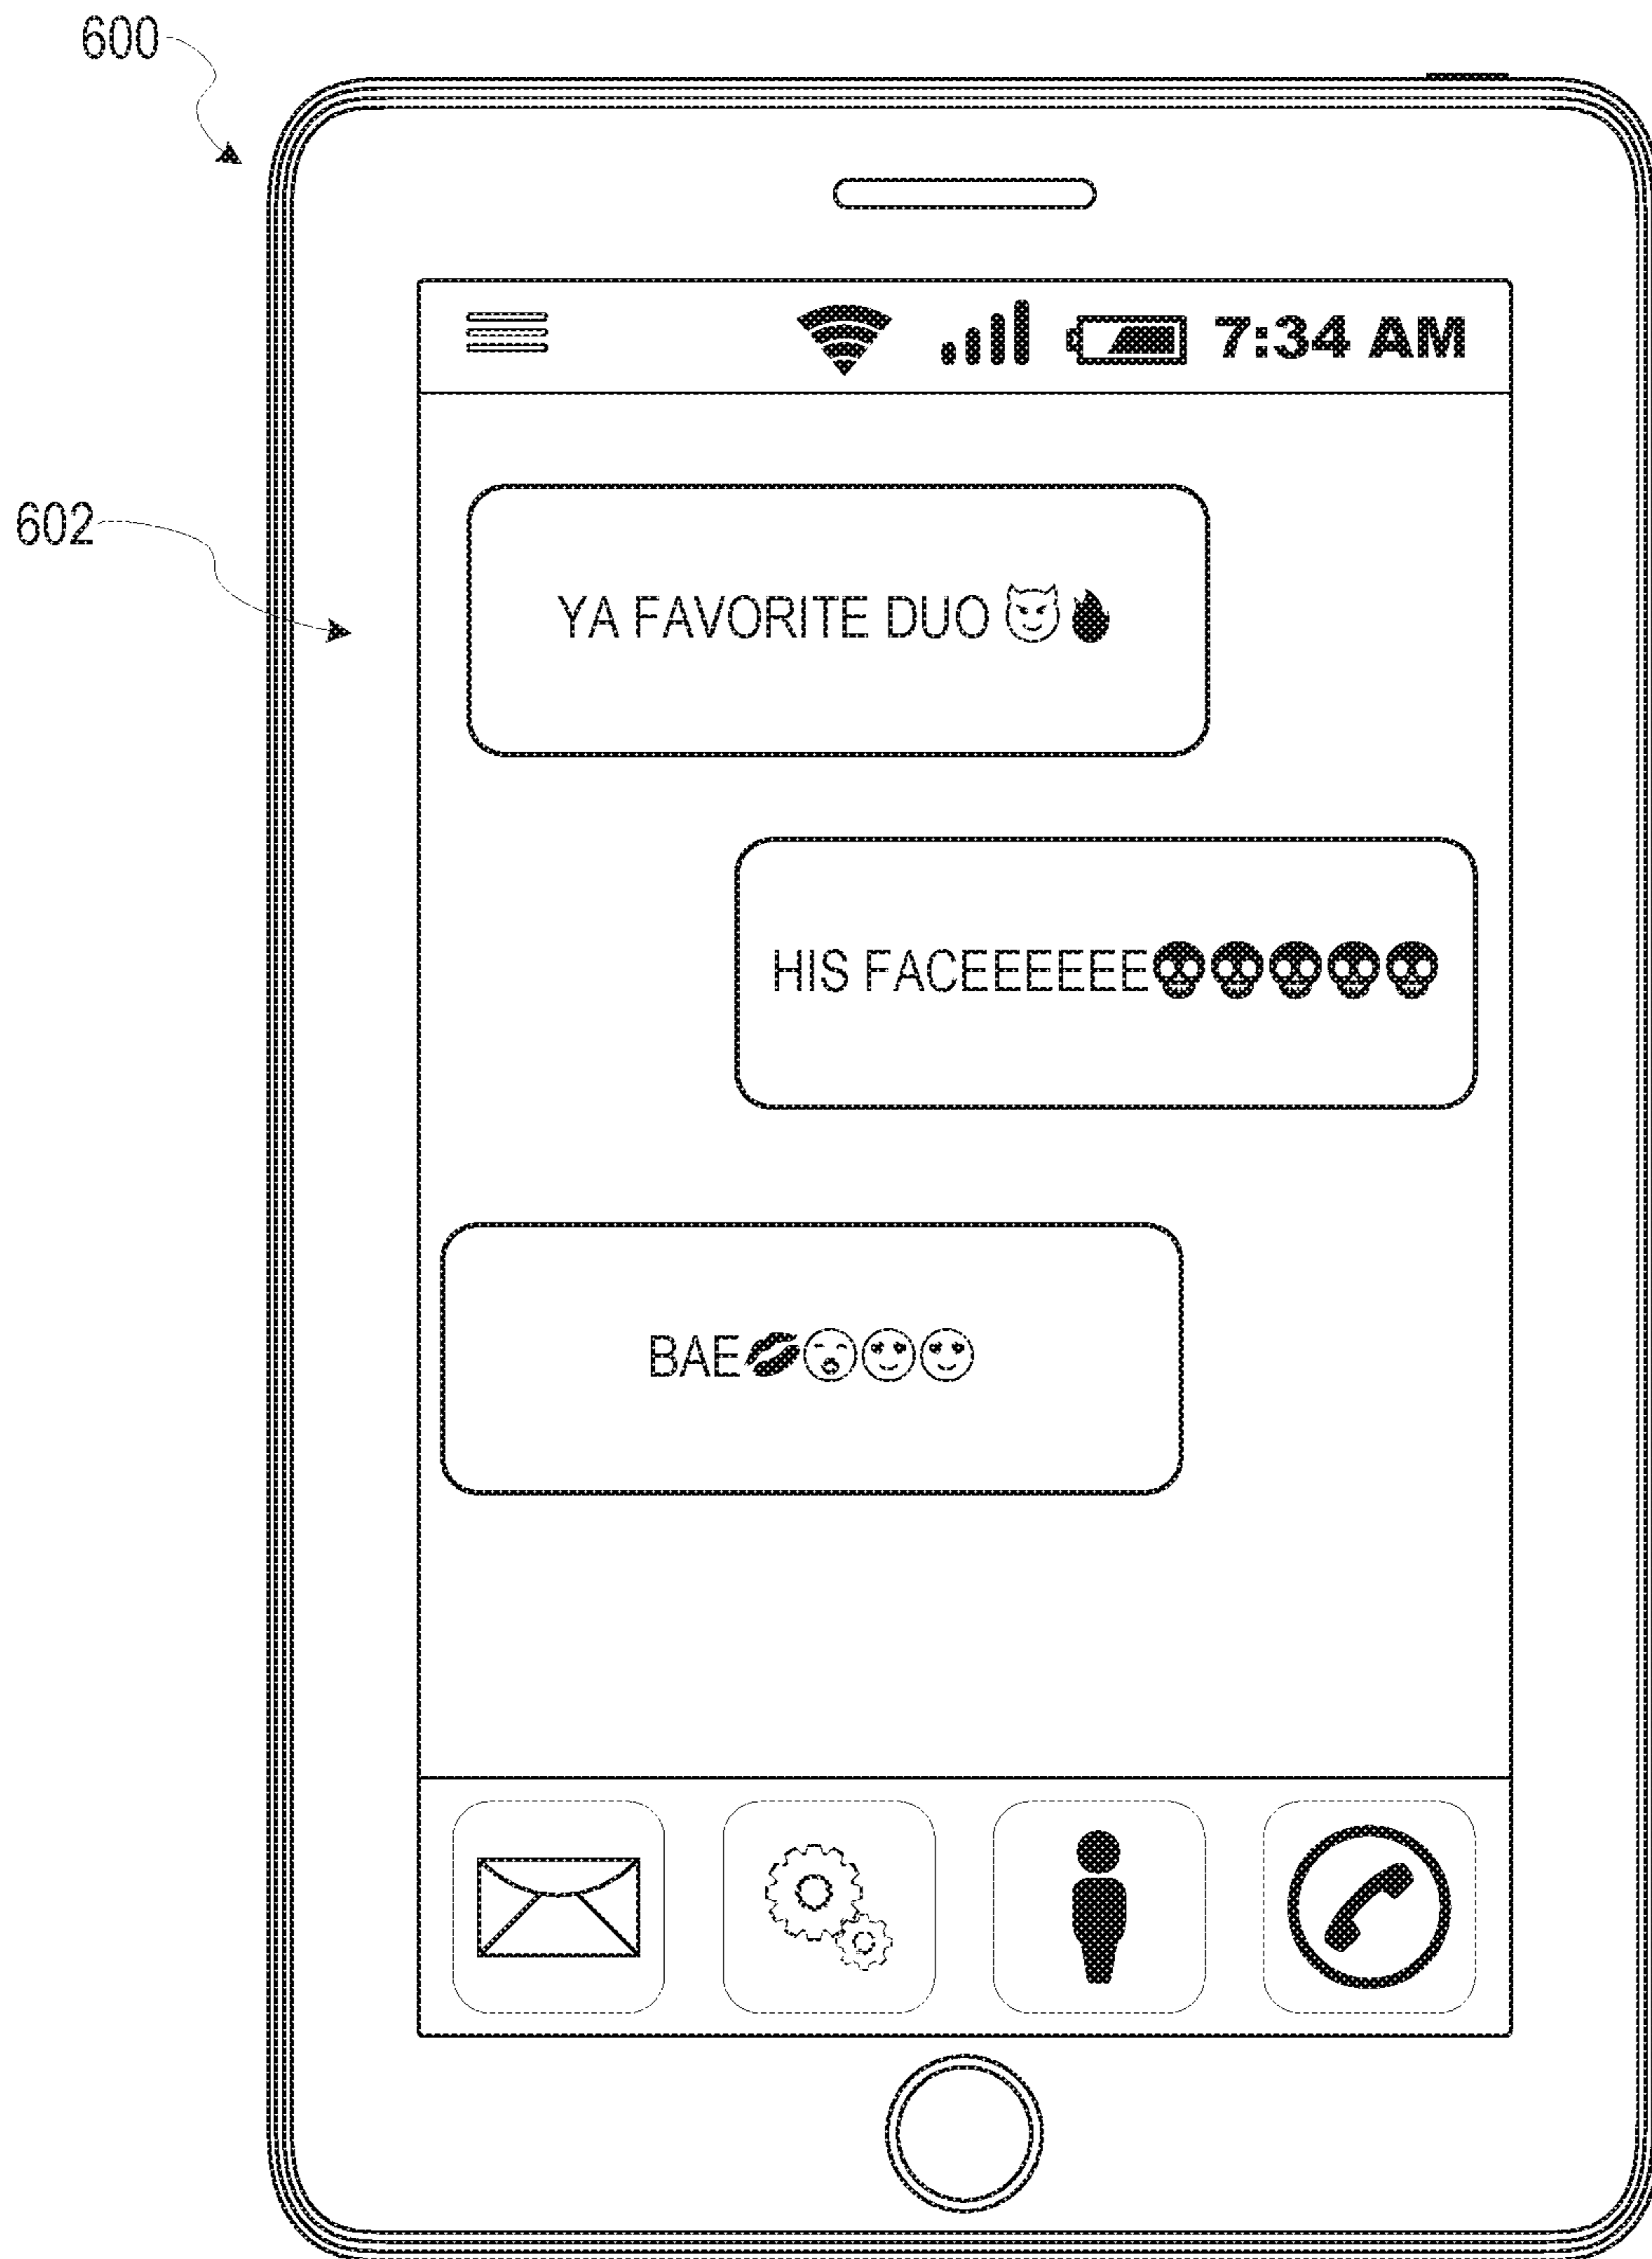 600
7:34 AM
602
YA FAVORITE DUO 😈🔥
HIS FACEEEEEEE💀💀💀💀💀
BAE💋😚😍😍